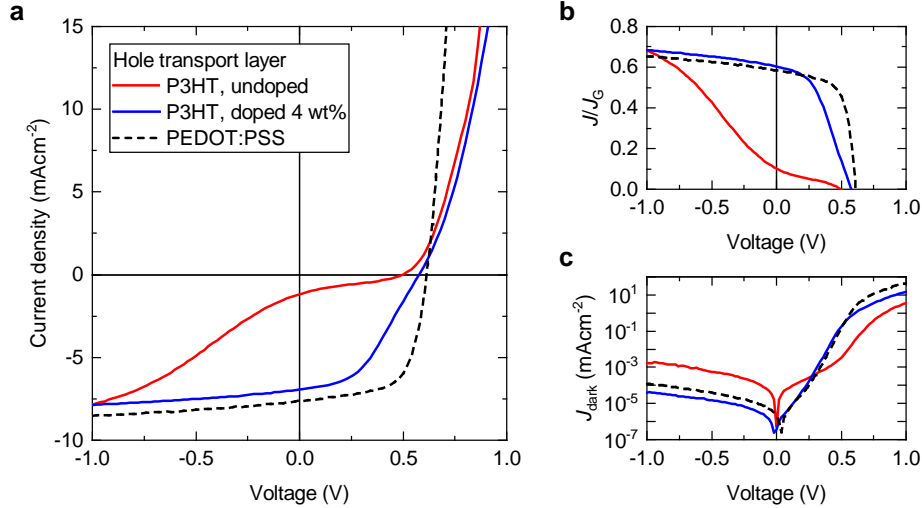 a
15
10
5
0
-5
-10
-1.0
-0.5
0.0
0.5
1.0
Current density (mAcm⁻²)
Voltage (V)
Hole transport layer
P3HT, undoped
P3HT, doped 4 wt%
PEDOT:PSS
b
0.8
0.6
0.4
0.2
0.0
-1.0
-0.5
0.0
0.5
1.0
J/J_G
Voltage (V)
c
10¹
10⁻¹
10⁻³
10⁻⁵
10⁻⁷
-1.0
-0.5
0.0
0.5
1.0
J_dark (mAcm⁻²)
Voltage (V)